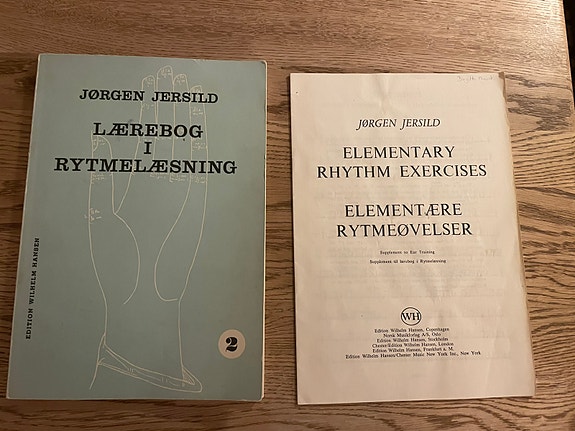 JØRGEN JERSILD
LÆREBOG
I
RYTMELÆSNING
EDITION WILHELM HANSEN
2
JØRGEN JERSILD
ELEMENTARY
RHYTHM EXERCISES
ELEMENTÆRE
RYTMEØVELSER
Supplement to Ear Training
Supplement til lærebog i Rytmelæsning
WH
Edition Wilhelm Hansen, Copenhagen
Norsk Musikforlag A/S, Oslo
Edition Wilhelm Hansen, Stockholm
Chester/Edition Wilhelm Hansen, London
Edition Wilhelm Hansen, Frankfurt a. M.
Edition Wilhelm Hansen/Chester Music New York Inc., New York